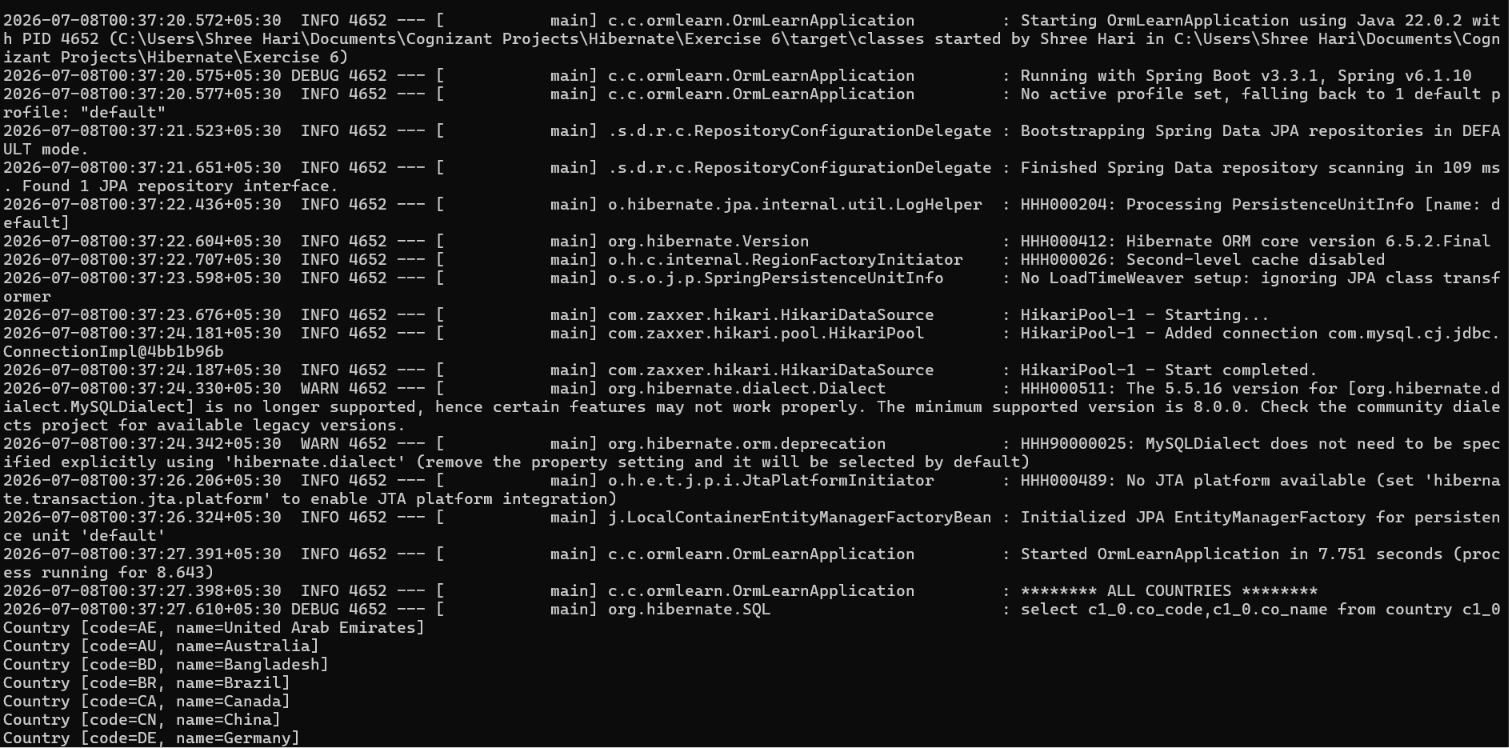 2026-07-08T00:37:20.572+05:30  INFO 4652 --- [           main] c.c.ormlearn.OrmLearnApplication         : Starting OrmLearnApplication using Java 22.0.2 wit
h PID 4652 (C:\Users\Shree Hari\Documents\Cognizant Projects\Hibernate\Exercise 6\target\classes started by Shree Hari in C:\Users\Shree Hari\Documents\Cogn
izant Projects\Hibernate\Exercise 6)
2026-07-08T00:37:20.575+05:30 DEBUG 4652 --- [           main] c.c.ormlearn.OrmLearnApplication         : Running with Spring Boot v3.3.1, Spring v6.1.10
2026-07-08T00:37:20.577+05:30  INFO 4652 --- [           main] c.c.ormlearn.OrmLearnApplication         : No active profile set, falling back to 1 default p
rofile: "default"
2026-07-08T00:37:21.523+05:30  INFO 4652 --- [           main] .s.d.r.c.RepositoryConfigurationDelegate : Bootstrapping Spring Data JPA repositories in DEFA
ULT mode.
2026-07-08T00:37:21.651+05:30  INFO 4652 --- [           main] .s.d.r.c.RepositoryConfigurationDelegate : Finished Spring Data repository scanning in 109 ms
. Found 1 JPA repository interface.
2026-07-08T00:37:22.436+05:30  INFO 4652 --- [           main] o.hibernate.jpa.internal.util.LogHelper  : HHH000204: Processing PersistenceUnitInfo [name: d
efault]
2026-07-08T00:37:22.604+05:30  INFO 4652 --- [           main] org.hibernate.Version                    : HHH000412: Hibernate ORM core version 6.5.2.Final
2026-07-08T00:37:22.707+05:30  INFO 4652 --- [           main] o.h.c.internal.RegionFactoryInitiator    : HHH000026: Second-level cache disabled
2026-07-08T00:37:23.598+05:30  INFO 4652 --- [           main] o.s.o.j.p.SpringPersistenceUnitInfo      : No LoadTimeWeaver setup: ignoring JPA class transf
ormer
2026-07-08T00:37:23.676+05:30  INFO 4652 --- [           main] com.zaxxer.hikari.HikariDataSource       : HikariPool-1 - Starting...
2026-07-08T00:37:24.181+05:30  INFO 4652 --- [           main] com.zaxxer.hikari.pool.HikariPool        : HikariPool-1 - Added connection com.mysql.cj.jdbc.
ConnectionImpl@4bb1b96b
2026-07-08T00:37:24.187+05:30  INFO 4652 --- [           main] com.zaxxer.hikari.HikariDataSource       : HikariPool-1 - Start completed.
2026-07-08T00:37:24.330+05:30  WARN 4652 --- [           main] org.hibernate.dialect.Dialect            : HHH000511: The 5.5.16 version for [org.hibernate.d
ialect.MySQLDialect] is no longer supported, hence certain features may not work properly. The minimum supported version is 8.0.0. Check the community diale
cts project for available legacy versions.
2026-07-08T00:37:24.342+05:30  WARN 4652 --- [           main] org.hibernate.orm.deprecation            : HHH90000025: MySQLDialect does not need to be spec
ified explicitly using 'hibernate.dialect' (remove the property setting and it will be selected by default)
2026-07-08T00:37:26.206+05:30  INFO 4652 --- [           main] o.h.e.t.j.p.i.JtaPlatformInitiator       : HHH000489: No JTA platform available (set 'hiberna
te.transaction.jta.platform' to enable JTA platform integration)
2026-07-08T00:37:26.324+05:30  INFO 4652 --- [           main] j.LocalContainerEntityManagerFactoryBean : Initialized JPA EntityManagerFactory for persisten
ce unit 'default'
2026-07-08T00:37:27.391+05:30  INFO 4652 --- [           main] c.c.ormlearn.OrmLearnApplication         : Started OrmLearnApplication in 7.751 seconds (proc
ess running for 8.643)
2026-07-08T00:37:27.398+05:30  INFO 4652 --- [           main] c.c.ormlearn.OrmLearnApplication         : ******** ALL COUNTRIES ********
2026-07-08T00:37:27.610+05:30 DEBUG 4652 --- [           main] org.hibernate.SQL                        : select c1_0.co_code,c1_0.co_name from country c1_0
Country [code=AE, name=United Arab Emirates]
Country [code=AU, name=Australia]
Country [code=BD, name=Bangladesh]
Country [code=BR, name=Brazil]
Country [code=CA, name=Canada]
Country [code=CN, name=China]
Country [code=DE, name=Germany]